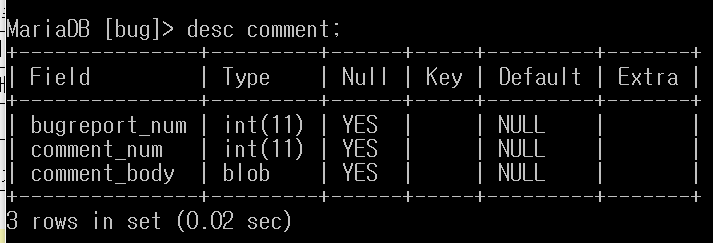 MariaDB [bug]> desc comment;
+---------------+---------+------+-----+---------+-------+
| Field | Type | Null | Key | Default | Extra |
+---------------+---------+------+-----+---------+-------+
| bugreport_num | int(11) | YES | | NULL | |
| comment_num | int(11) | YES | | NULL | |
| comment_body | blob | YES | | NULL | |
+---------------+---------+------+-----+---------+-------+
3 rows in set (0.02 sec)